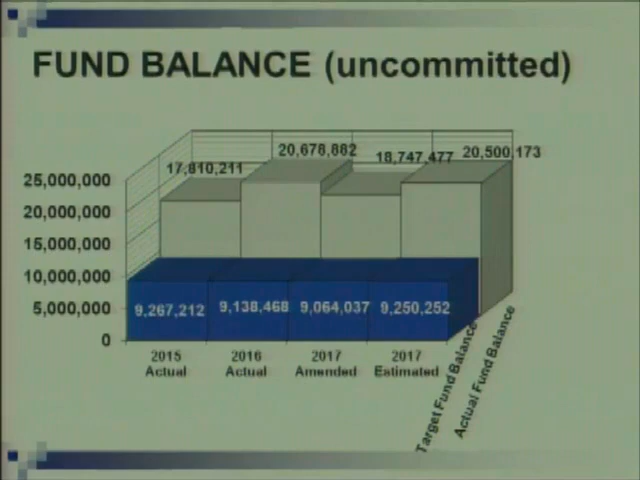 FUND BALANCE (uncommitted)
17,810,211 20,678,882 18,747,477 20,500,173
25,000,000
20,000,000
15,000,000
10,000,000
5,000,000
0
9,267,212 9,138,468 9,064,037 9,250,252
2015 2016 2017 2017
Actual Actual Amended Estimated
Target Fund Balance
Actual Fund Balance